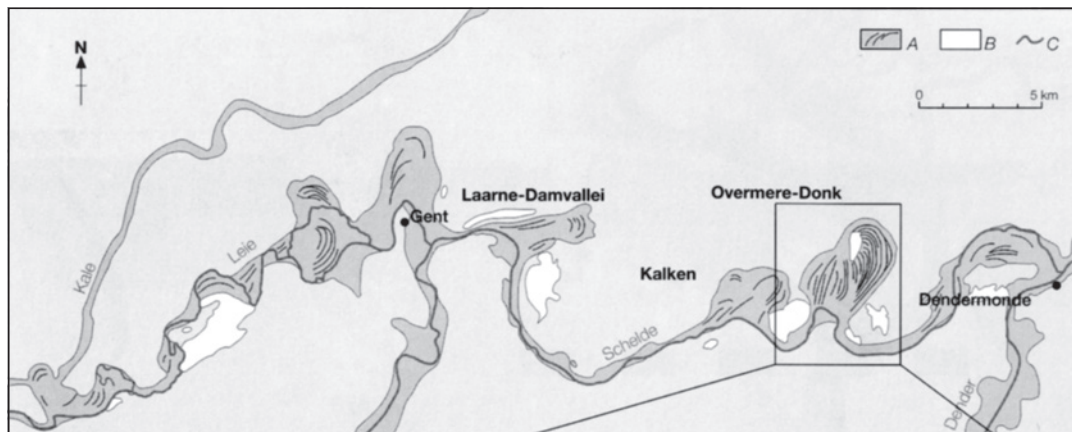 N
A B C
0 5 km
Kale
Leie
Gent
Laarne-Damvallei
Overmere-Donk
Kalken
Schelde
Dendermonde
Dender